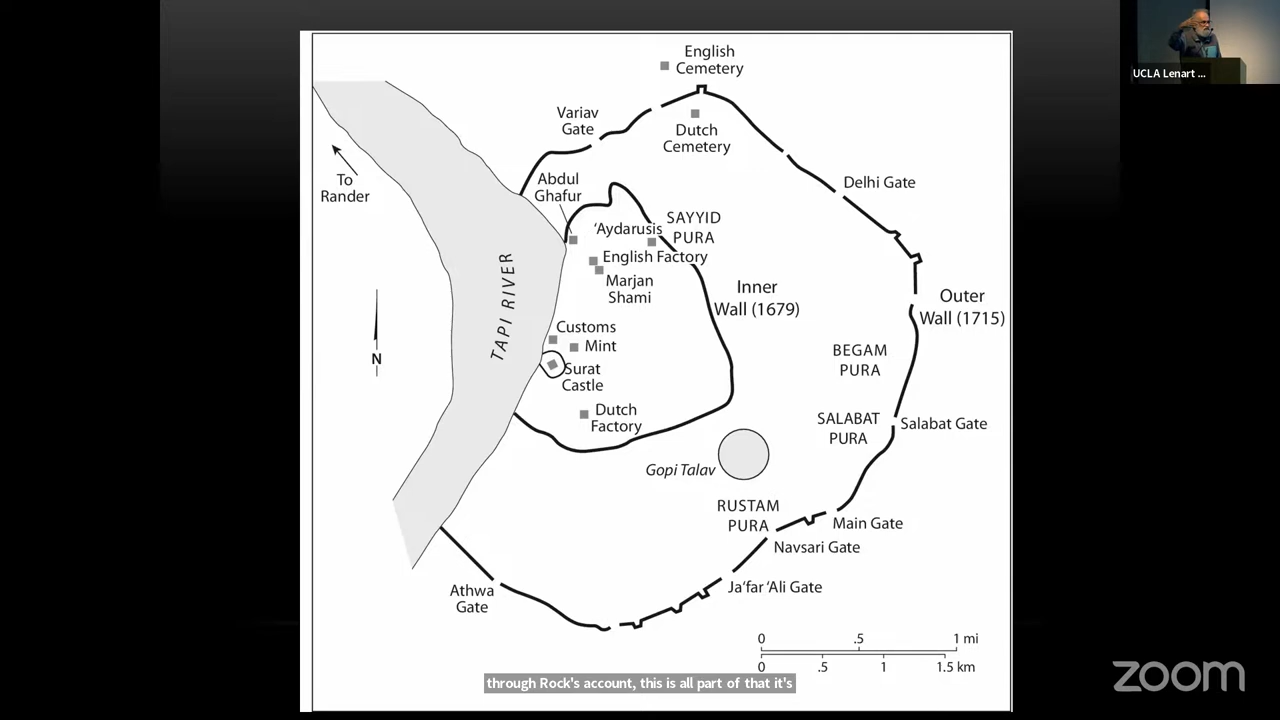 English
Cemetery
UCLA Lenart ...
Variav
Gate
Dutch
Cemetery
To
Rander
Abdul
Ghafur
Delhi Gate
‘Aydarusis
SAYYID
PURA
English Factory
Marjan
Shami
TAPI RIVER
Inner
Wall (1679)
Outer
Wall (1715)
N
Customs
Mint
Surat
Castle
BEGAM
PURA
Dutch
Factory
SALABAT
PURA
Salabat Gate
Gopi Talav
RUSTAM
PURA
Main Gate
Navsari Gate
Athwa
Gate
Ja‘far ‘Ali Gate
0 .5 1 mi
0 .5 1 1.5 km
through Rock's account, this is all part of that it's
zoom